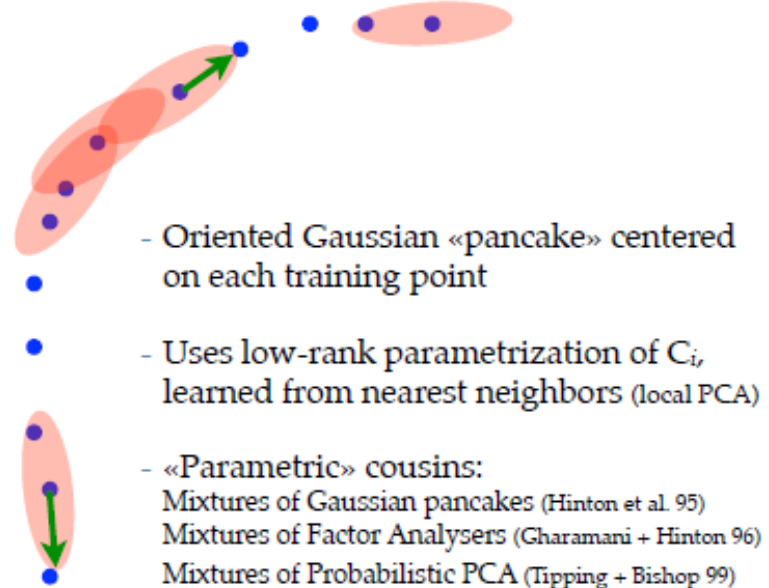 - Oriented Gaussian «pancake» centered
on each training point
- Uses low-rank parametrization of Ci,
learned from nearest neighbors (local PCA)
- «Parametric» cousins:
Mixtures of Gaussian pancakes (Hinton et al. 95)
Mixtures of Factor Analysers (Gharamani + Hinton 96)
Mixtures of Probabilistic PCA (Tipping + Bishop 99)